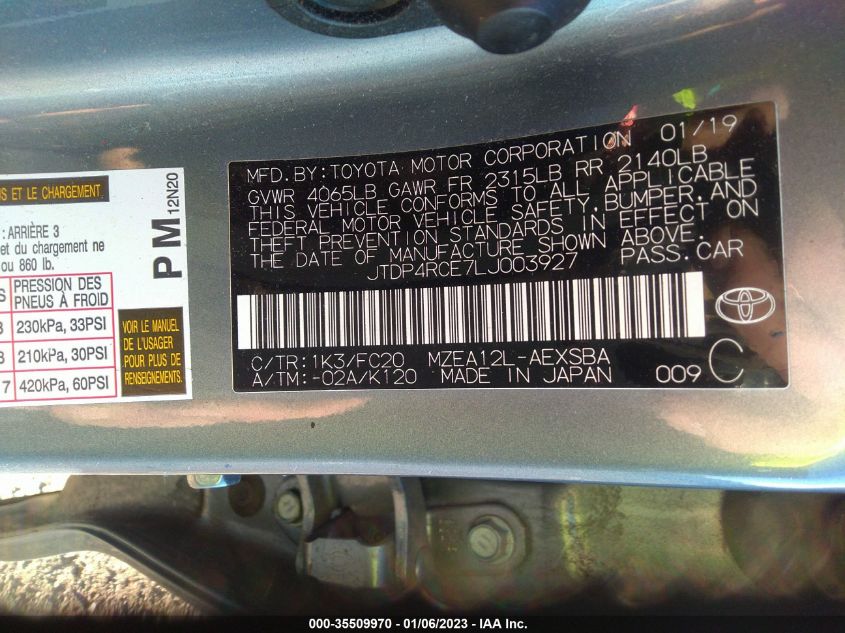 US ET LE CHARGEMENT.
: ARRIÈRE 3
et du chargement ne
ou 860 lb.
PM 12N20
S PRESSION DES PNEUS À FROID
3 230kPa, 33PSI
B 210kPa, 30PSI
7 420kPa, 60PSI
VOIR LE MANUEL
DE L'USAGER
POUR PLUS DE
RENSEIGNEMENTS.
MFD.BY:TOYOTA MOTOR CORPORATION 01/19
GVWR 4065LB GAWR FR 2315LB RR 2140LB
THIS VEHICLE CONFORMS TO ALL APPLICABLE
FEDERAL MOTOR VEHICLE SAFETY,BUMPER,AND
THEFT PREVENTION STANDARDS IN EFFECT ON
THE DATE OF MANUFACTURE SHOWN ABOVE.
JTDP4RCE7LJ003927 PASS.CAR
C/TR:1K3/FC20 MZEA12L-AEXSBA
A/TM:-02A/K120 MADE IN JAPAN 009 C
000-35509970 - 01/06/2023 - IAA Inc.